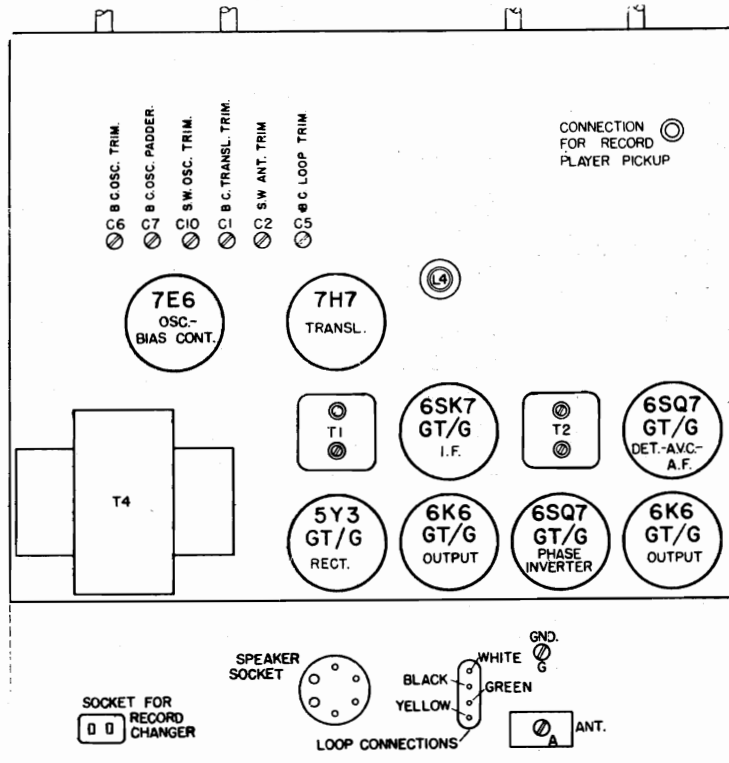 B C. OSC. TRIM.
B C. OSC. PADDER.
S.W. OSC. TRIM.
B C. TRANSL. TRIM.
S.W ANT. TRIM
B C LOOP TRIM.
C6
C7
C10
C1
C2
C5
CONNECTION
FOR RECORD
PLAYER PICKUP
L4
7E6
OSC.-
BIAS CONT.
7H7
TRANSL.
T1
6SK7
GT/G
I.F.
T2
6SQ7
GT/G
DET.-A.V.C.-
A.F.
T4
5Y3
GT/G
RECT.
6K6
GT/G
OUTPUT
6SQ7
GT/G
PHASE
INVERTER
6K6
GT/G
OUTPUT
SPEAKER
SOCKET
WHITE
BLACK
GREEN
YELLOW
LOOP CONNECTIONS
GND.
G
A
ANT.
SOCKET FOR
RECORD
CHANGER